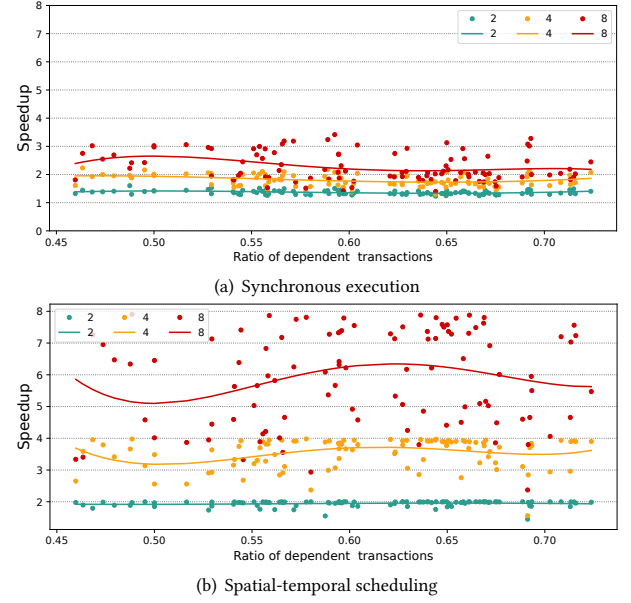 8
7
6
5
4
3
2
1
0
Speedup
2 4 8
2 4 8
0.45 0.50 0.55 0.60 0.65 0.70
Ratio of dependent transactions
(a) Synchronous execution
8
7
6
5
4
3
2
Speedup
2 4 8
2 4 8
0.45 0.50 0.55 0.60 0.65 0.70
Ratio of dependent transactions
(b) Spatial-temporal scheduling